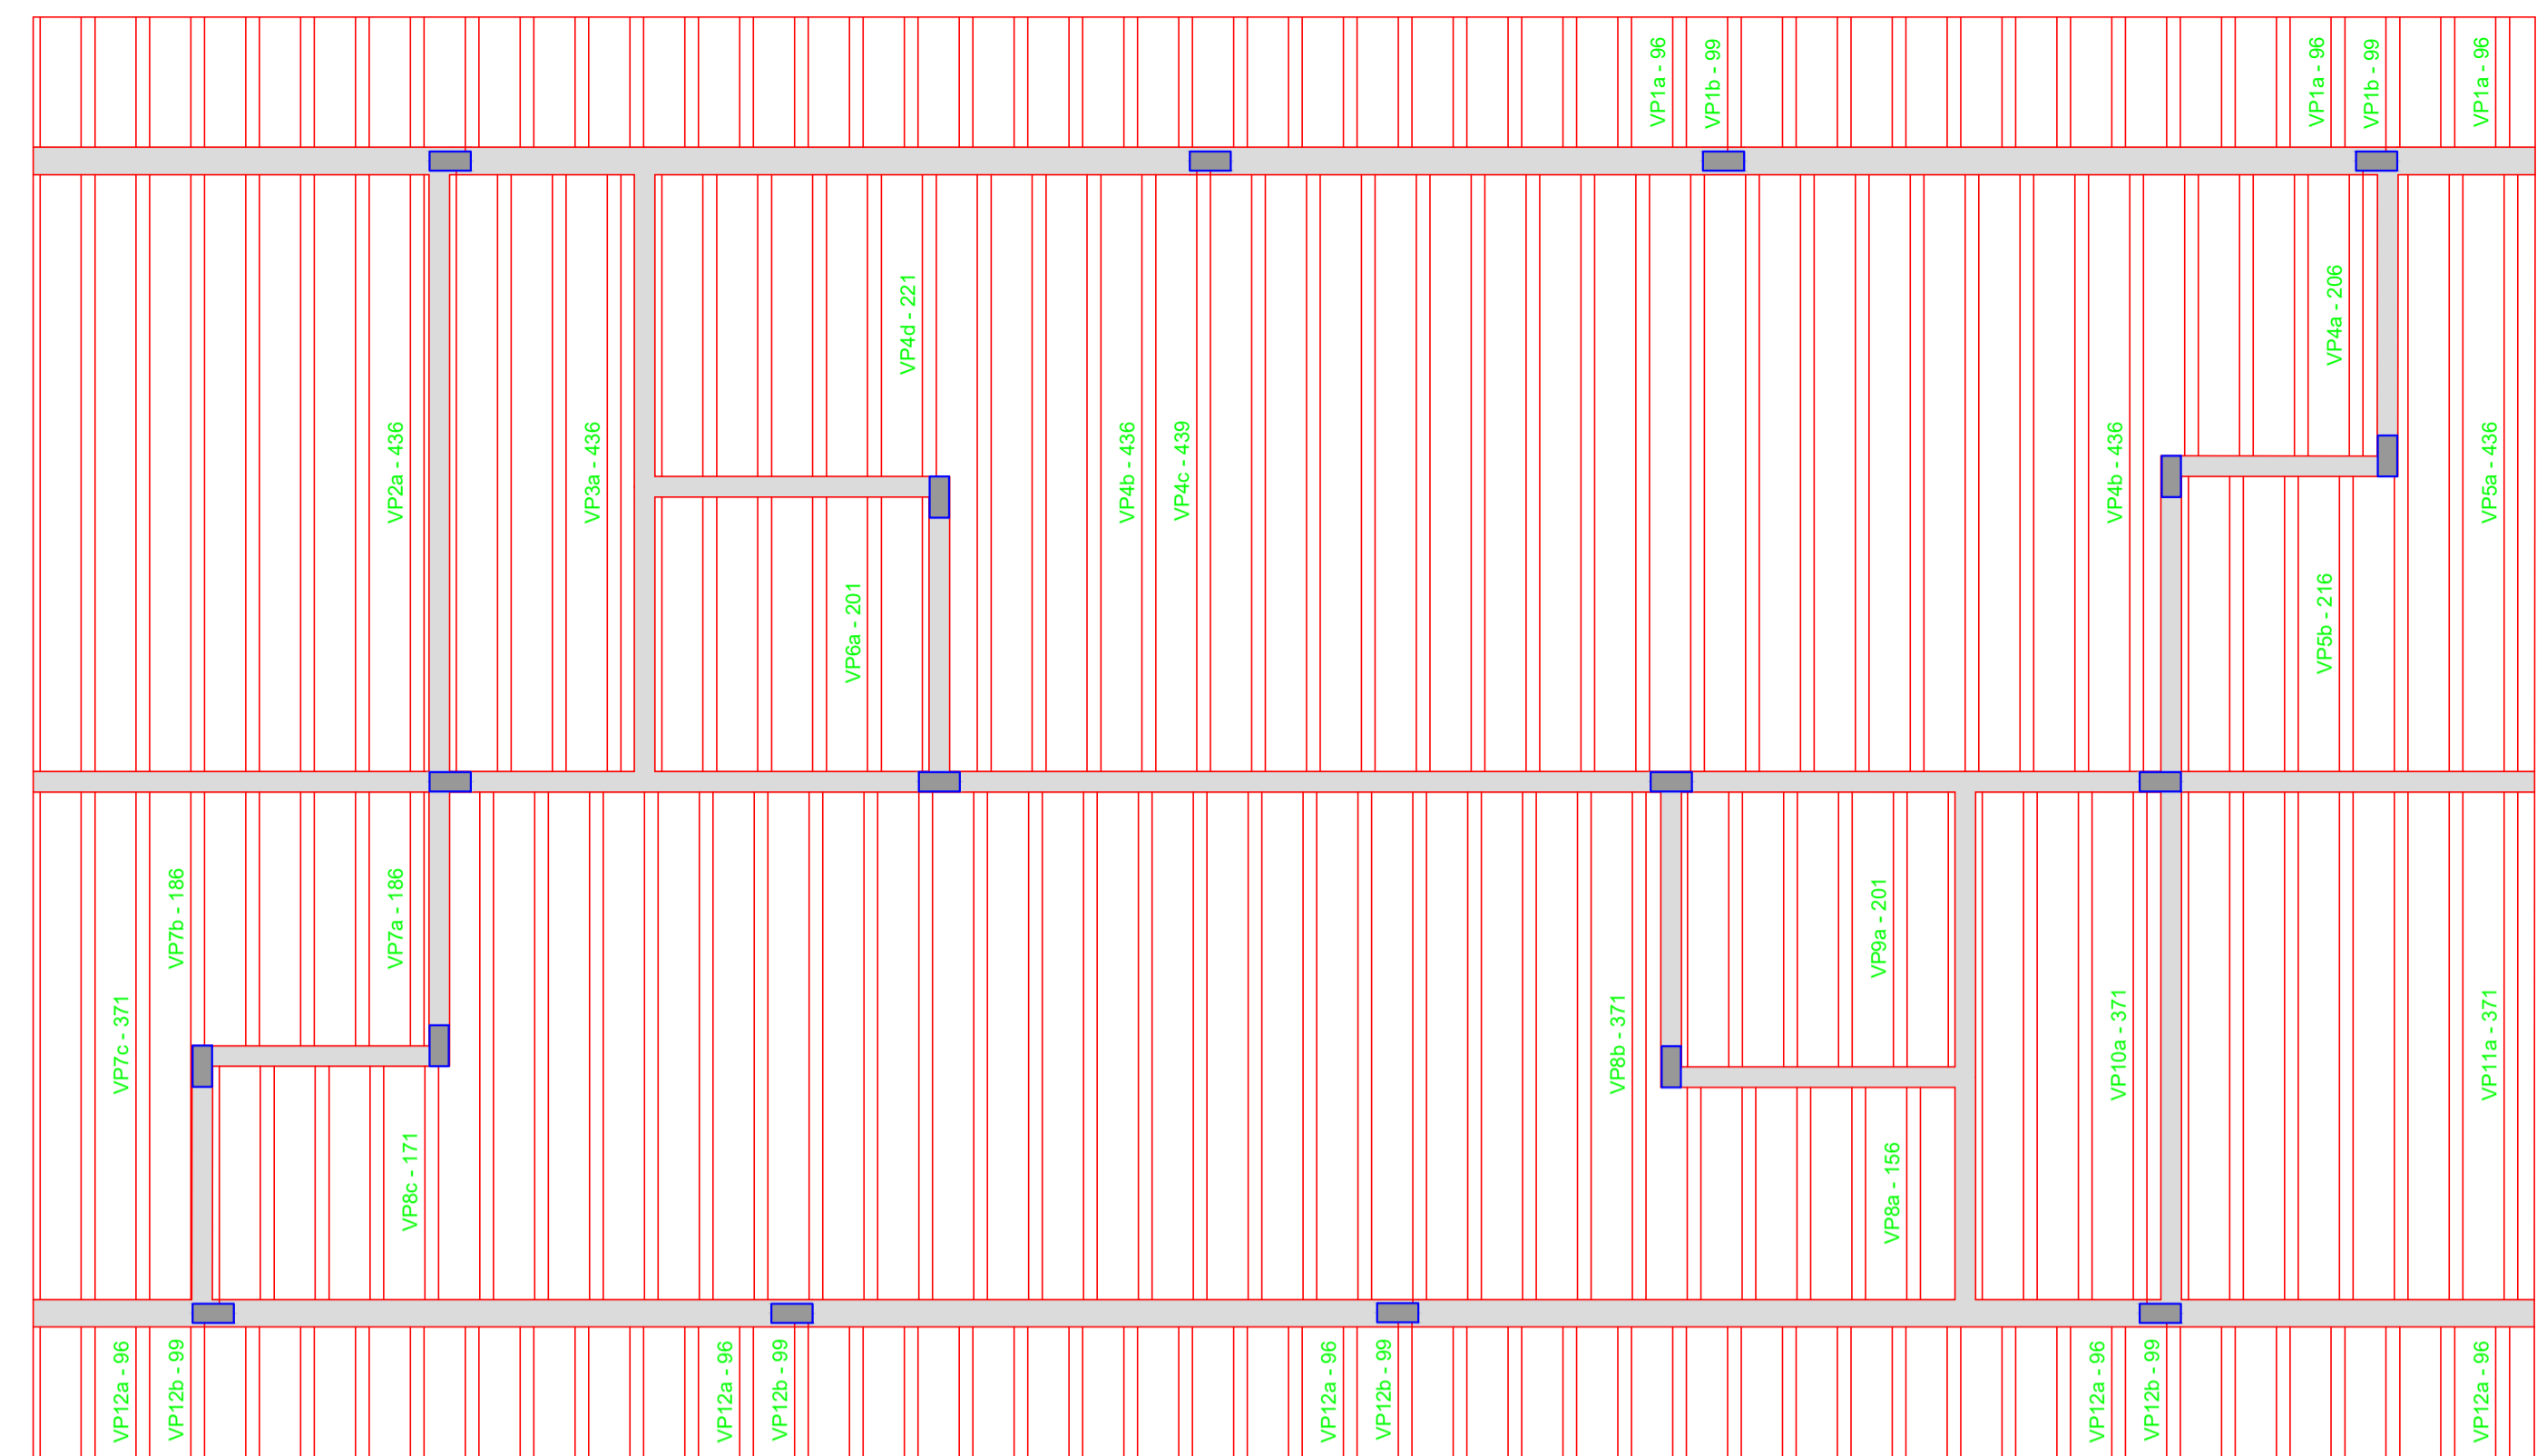 VP1a - 96
VP1b - 99
VP1a - 96
VP1b - 99
VP1a - 96
VP4d - 221
VP4a - 206
VP2a - 436
VP3a - 436
VP4b - 436
VP4c - 439
VP4b - 436
VP5a - 436
VP6a - 201
VP5b - 216
VP7b - 186
VP7a - 186
VP9a - 201
VP7c - 371
VP8b - 371
VP10a - 371
VP11a - 371
VP8c - 171
VP8a - 156
VP12a - 96
VP12b - 99
VP12a - 96
VP12b - 99
VP12a - 96
VP12b - 99
VP12a - 96
VP12b - 99
VP12a - 96